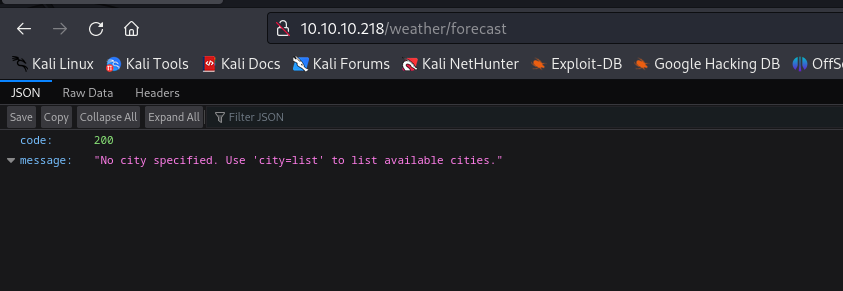 10.10.10.218/weather/forecast
Kali Linux Kali Tools Kali Docs Kali Forums Kali NetHunter Exploit-DB Google Hacking DB OffS
JSON Raw Data Headers
Save Copy Collapse All Expand All Filter JSON
code: 200
message: "No city specified. Use 'city=list' to list available cities."